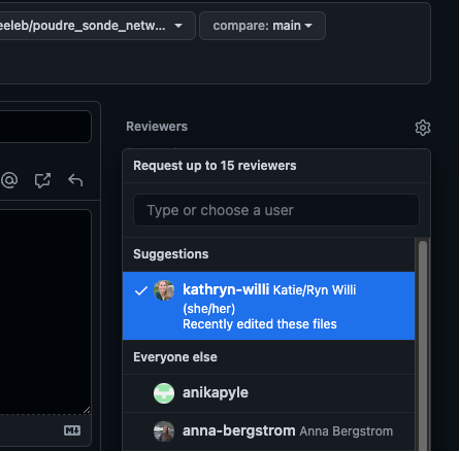 eeleb/poudre_sonde_netw...
compare: main
Reviewers
Request up to 15 reviewers
@
Type or choose a user
Suggestions
kathryn-willi Katie/Ryn Willi
(she/her)
Recently edited these files
Everyone else
anikapyle
anna-bergstrom Anna Bergstrom